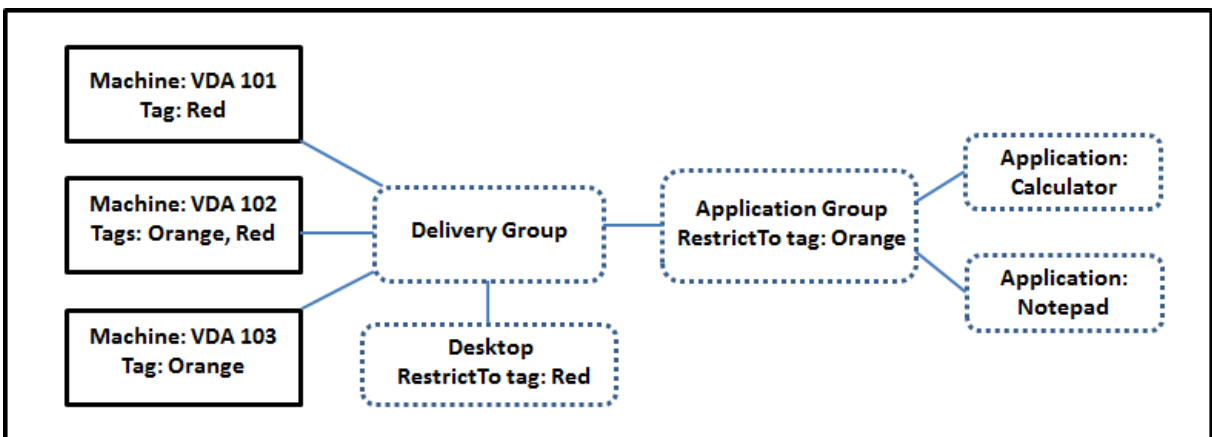 Machine: VDA 101
Tag: Red
Machine: VDA 102
Tags: Orange, Red
Machine: VDA 103
Tag: Orange
Delivery Group
Desktop
RestrictTo tag: Red
Application Group
RestrictTo tag: Orange
Application:
Calculator
Application:
Notepad